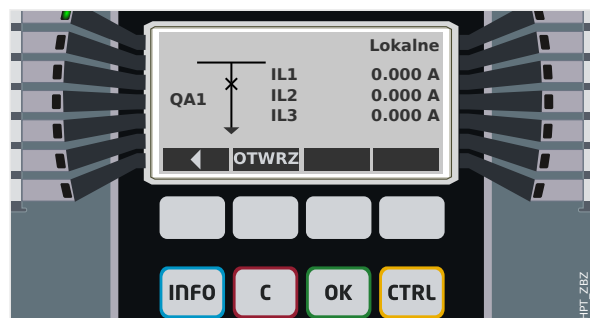 Lokalne
IL1 0.000 A
QA1
IL2 0.000 A
IL3 0.000 A
OTWRZ
INFO C OK CTRL
HPT_ZBZ